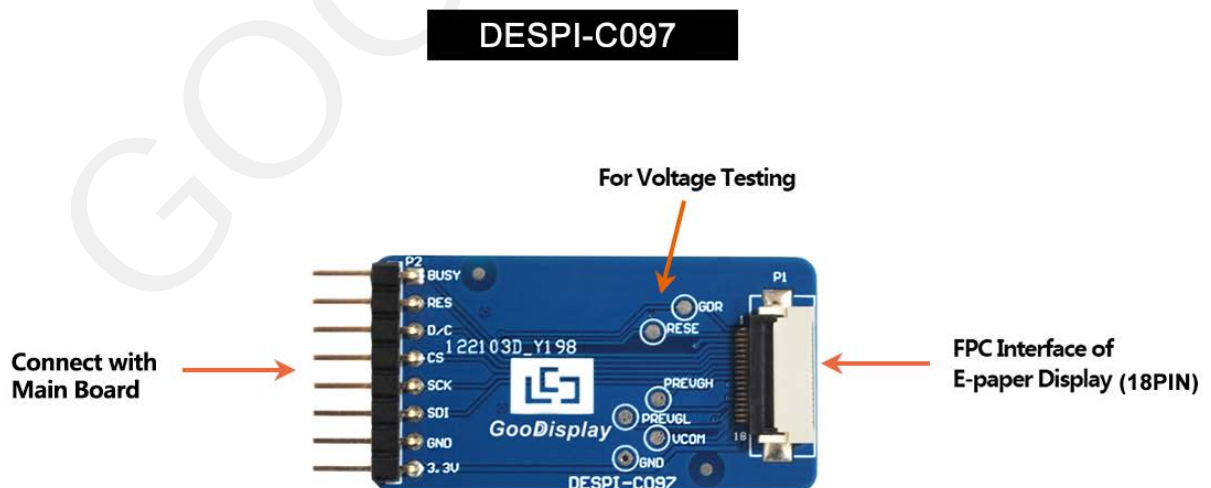 DESPI-C097
For Voltage Testing
P2
BUSY
RES
D/C
CS
SCK
SDI
GND
3.3V
122103D_Y198
GooDisplay
GDR
RESE
PREVGH
PREVGL
VCOM
GND
DESPI-C097
P1
1
18
Connect with
Main Board
FPC Interface of
E-paper Display (18PIN)